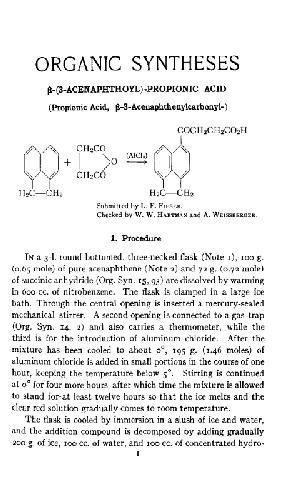 ORGANIC SYNTHESES
β-(3-ACENAPHTHOYL)-PROPIONIC ACID
(Propionic Acid, β-3-Acenaphthenylcarbonyl-)
COCH₂CH₂CO₂H
CH₂CO
+ O (AlCl₃)
CH₂CO
H₂C—CH₂ H₂C—CH₂
Submitted by L. F. Fieser.
Checked by W. W. Hartman and A. Weissberger.
1. Procedure
In a 3-l. round-bottomed, three-necked flask (Note 1), 100 g.
(0.65 mole) of pure acenaphthene (Note 2) and 72 g. (0.72 mole)
of succinic anhydride (Org. Syn. 15, 93) are dissolved by warming
in 600 cc. of nitrobenzene. The flask is clamped in a large ice
bath. Through the central opening is inserted a mercury-sealed
mechanical stirrer. A second opening is connected to a gas trap
(Org. Syn. 14, 2) and also carries a thermometer, while the
third is for the introduction of aluminum chloride. After the
mixture has been cooled to about 0°, 195 g. (1.46 moles) of
aluminum chloride is added in small portions in the course of one
hour, keeping the temperature below 5°. Stirring is continued
at 0° for four more hours, after which time the mixture is allowed
to stand for at least twelve hours so that the ice melts and the
clear red solution gradually comes to room temperature.
The flask is cooled by immersion in a slush of ice and water,
and the addition compound is decomposed by adding gradually
200 g. of ice, 100 cc. of water, and 100 cc. of concentrated hydro-
1